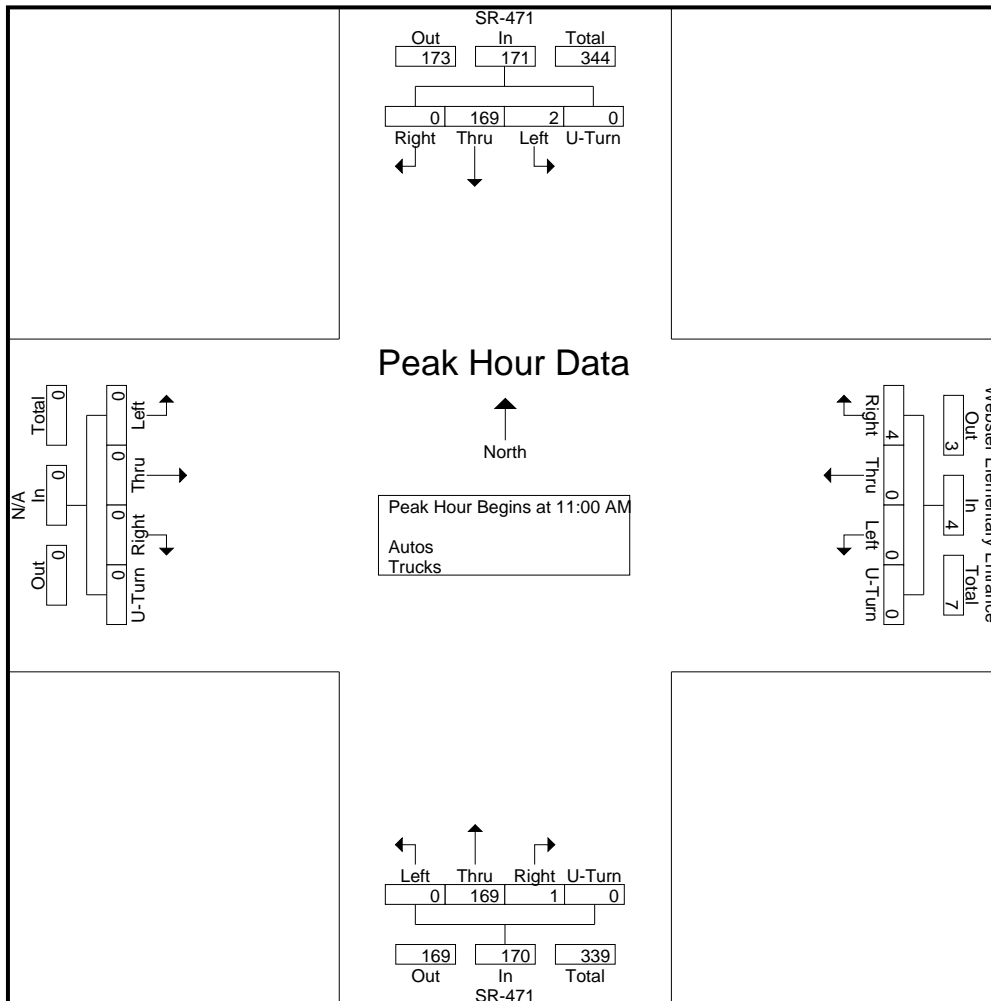 SR-471
Out In Total
173 171 344
0 169 2 0
Right Thru Left U-Turn
Peak Hour Data
North
Peak Hour Begins at 11:00 AM
Autos
Trucks
N/A
Out In Total
0 0 0
0 0 0 0
Left Thru Right U-Turn
Webster Elementary Entrance
Out In Total
3 4 7
4 0 0 0
Right Thru Left U-Turn
Left Thru Right U-Turn
0 169 1 0
169 170 339
Out In Total
SR-471